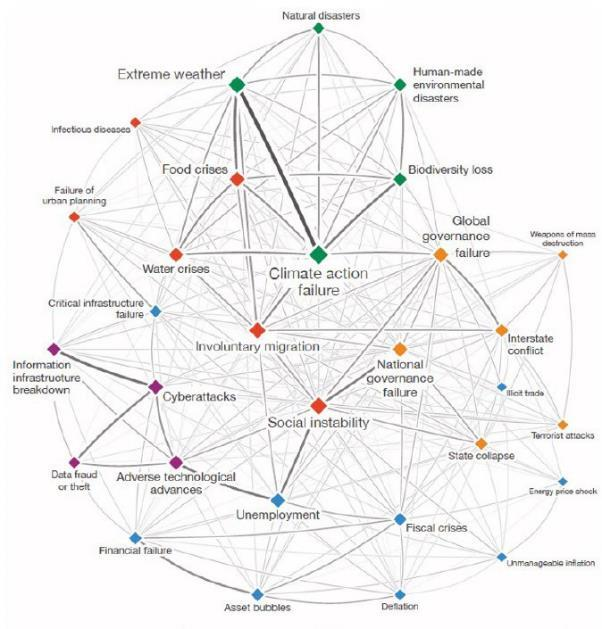 Natural disasters
Extreme weather
Human-made
environmental
disasters
Infectious diseases
Food crises
Biodiversity loss
Failure of
urban planning
Global
governance
failure
Weapons of mass
destruction
Water crises
Climate action
failure
Critical infrastructure
failure
Involuntary migration
Interstate
conflict
Information
infrastructure
breakdown
National
governance
failure
Cyberattacks
Illicit trade
Social instability
Terrorist attacks
State collapse
Data fraud
or theft
Adverse technological
advances
Energy price shock
Unemployment
Fiscal crises
Financial failure
Unmanageable inflation
Asset bubbles
Deflation